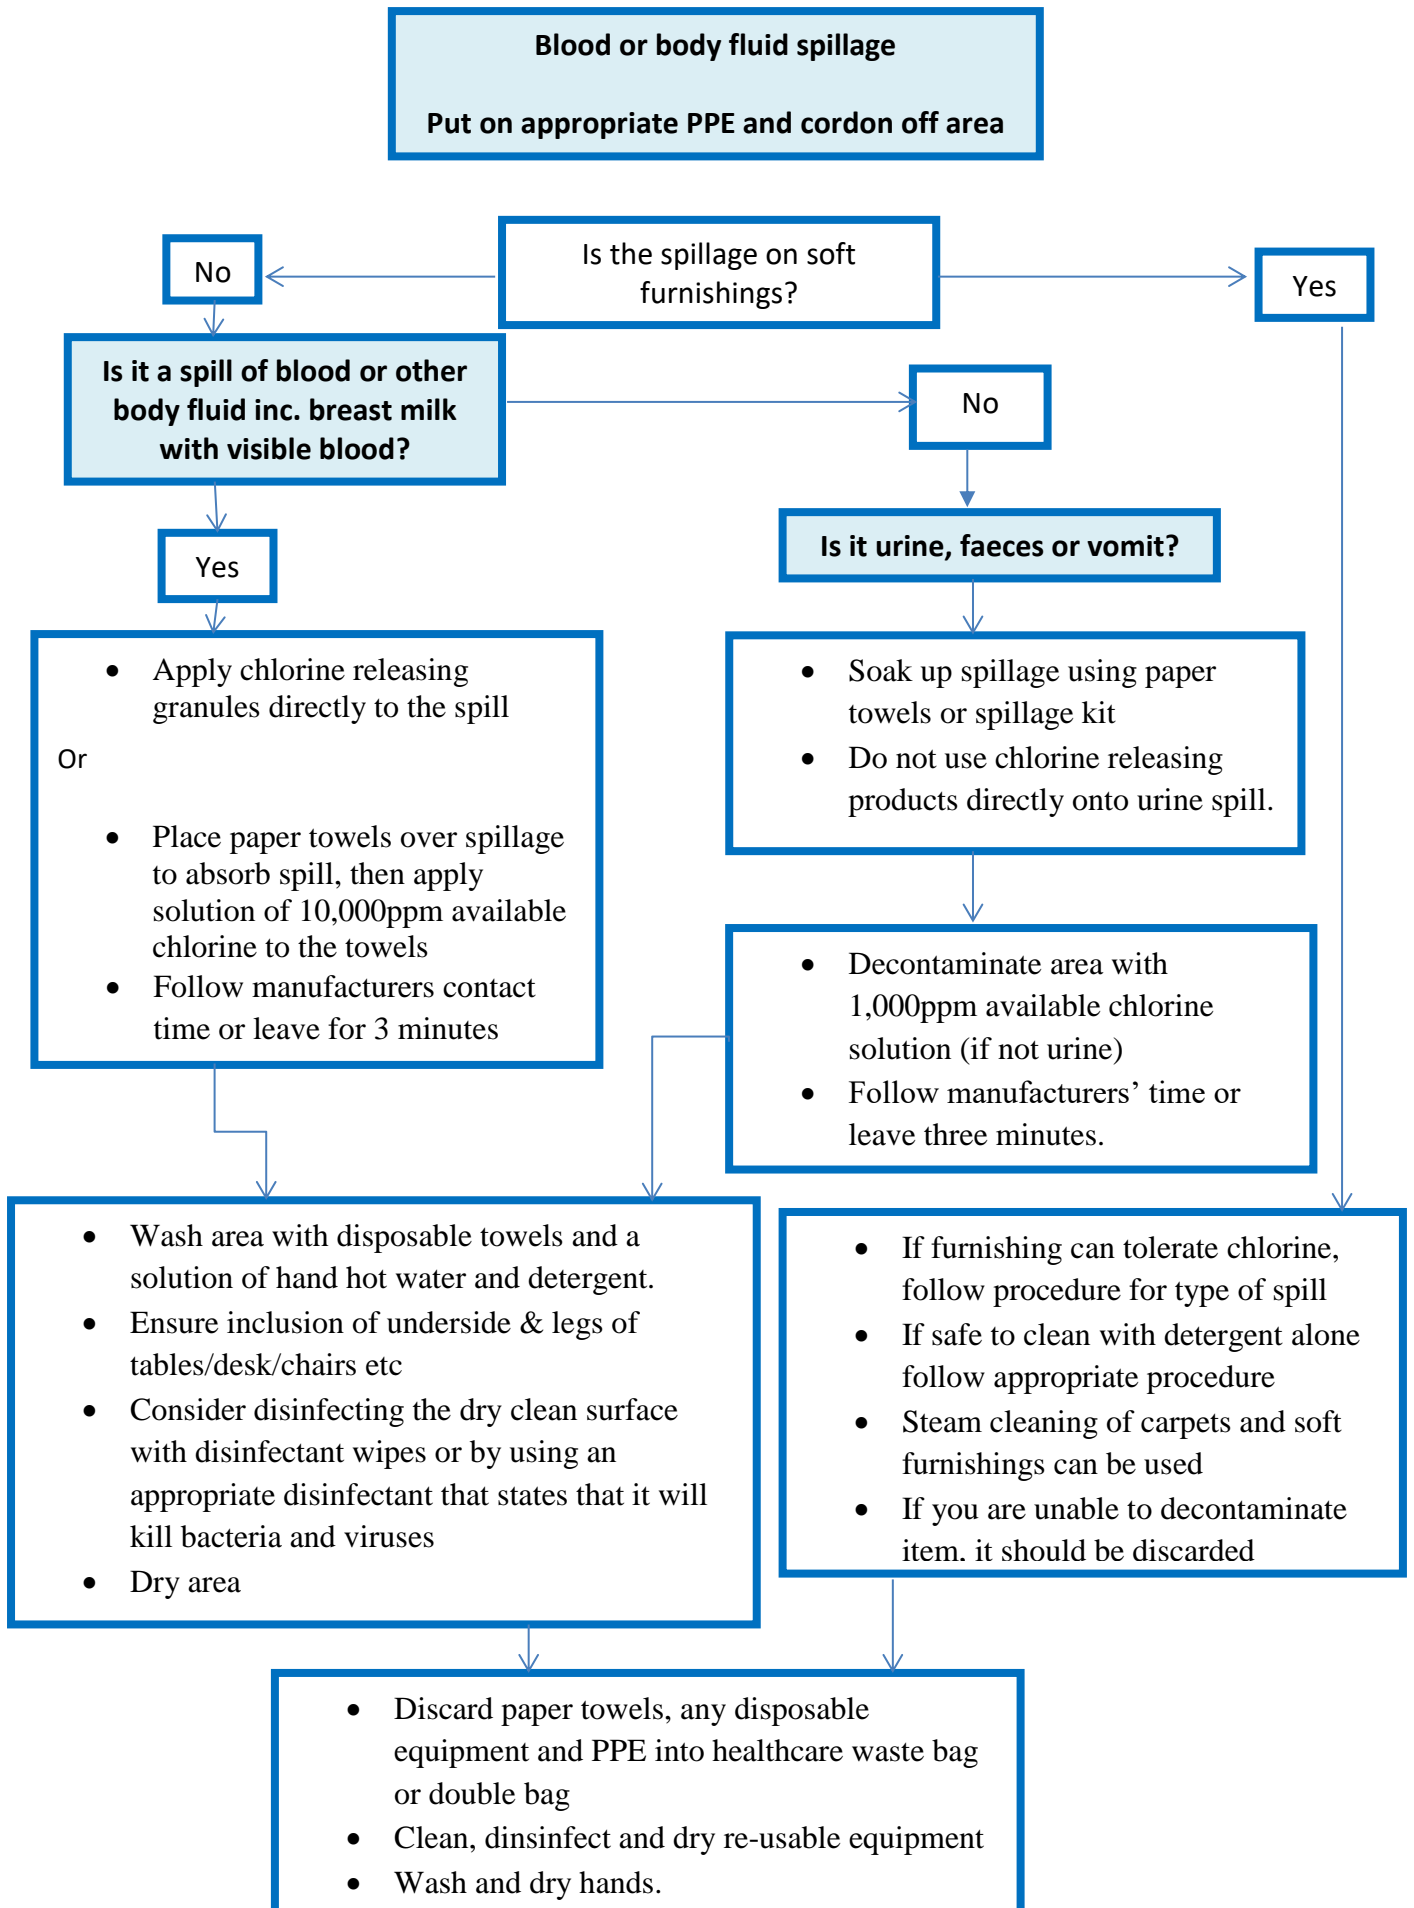 Blood or body fluid spillage
Put on appropriate PPE and cordon off area
Is the spillage on soft
furnishings?
No
Yes
Is it a spill of blood or other
body fluid inc. breast milk
with visible blood?
No
Yes
Is it urine, faeces or vomit?
• Apply chlorine releasing
granules directly to the spill
Or
• Place paper towels over spillage
to absorb spill, then apply
solution of 10,000ppm available
chlorine to the towels
• Follow manufacturers contact
time or leave for 3 minutes
• Soak up spillage using paper
towels or spillage kit
• Do not use chlorine releasing
products directly onto urine spill.
• Decontaminate area with
1,000ppm available chlorine
solution (if not urine)
• Follow manufacturers’ time or
leave three minutes.
• Wash area with disposable towels and a
solution of hand hot water and detergent.
• Ensure inclusion of underside & legs of
tables/desk/chairs etc
• Consider disinfecting the dry clean surface
with disinfectant wipes or by using an
appropriate disinfectant that states that it will
kill bacteria and viruses
• Dry area
• If furnishing can tolerate chlorine,
follow procedure for type of spill
• If safe to clean with detergent alone
follow appropriate procedure
• Steam cleaning of carpets and soft
furnishings can be used
• If you are unable to decontaminate
item, it should be discarded
• Discard paper towels, any disposable
equipment and PPE into healthcare waste bag
or double bag
• Clean, dinsinfect and dry re-usable equipment
• Wash and dry hands.